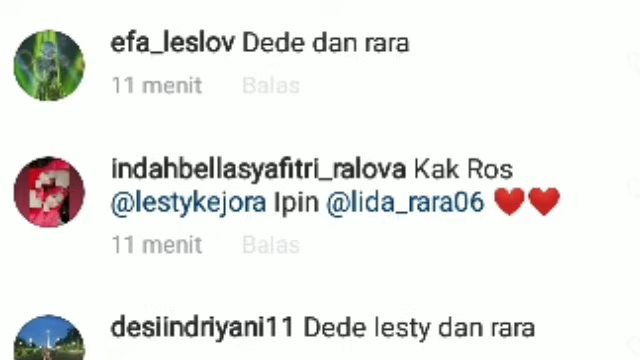 efa_leslov Dede dan rara
11 menit Balas
indahbellasyafitri_ralova Kak Ros
@lestykejora Ipin @lida_rara06 ❤️❤️
11 menit Balas
desiindriyani11 Dede lesty dan rara